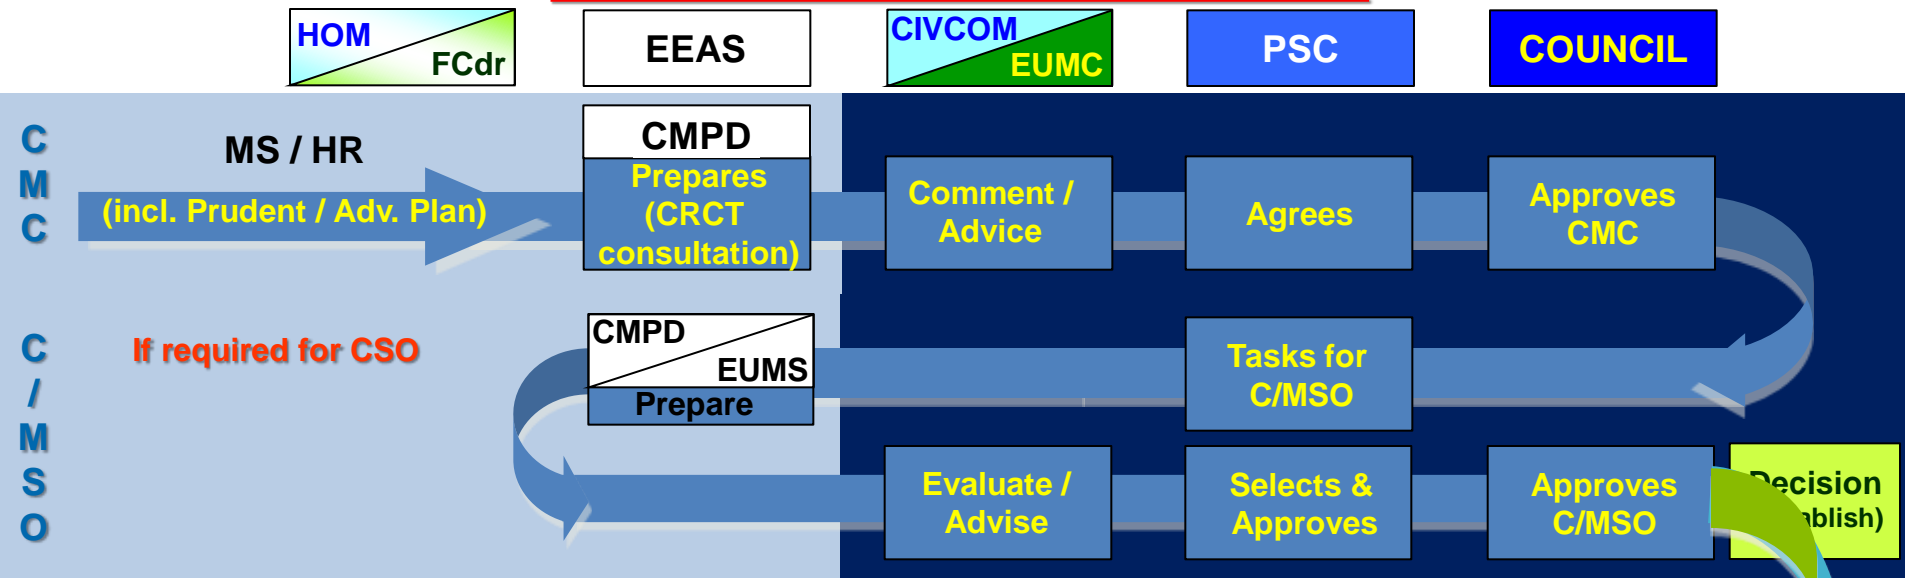 HOM
FCdr
EEAS
CIVCOM
EUMC
PSC
COUNCIL
C
M
C
MS / HR
(incl. Prudent / Adv. Plan)
CMPD
Prepares
(CRCT
consultation)
Comment /
Advice
Agrees
Approves
CMC
C
/
M
S
O
If required for CSO
CMPD
EUMS
Prepare
Tasks for
C/MSO
Evaluate /
Advise
Selects &
Approves
Approves
C/MSO
Decision